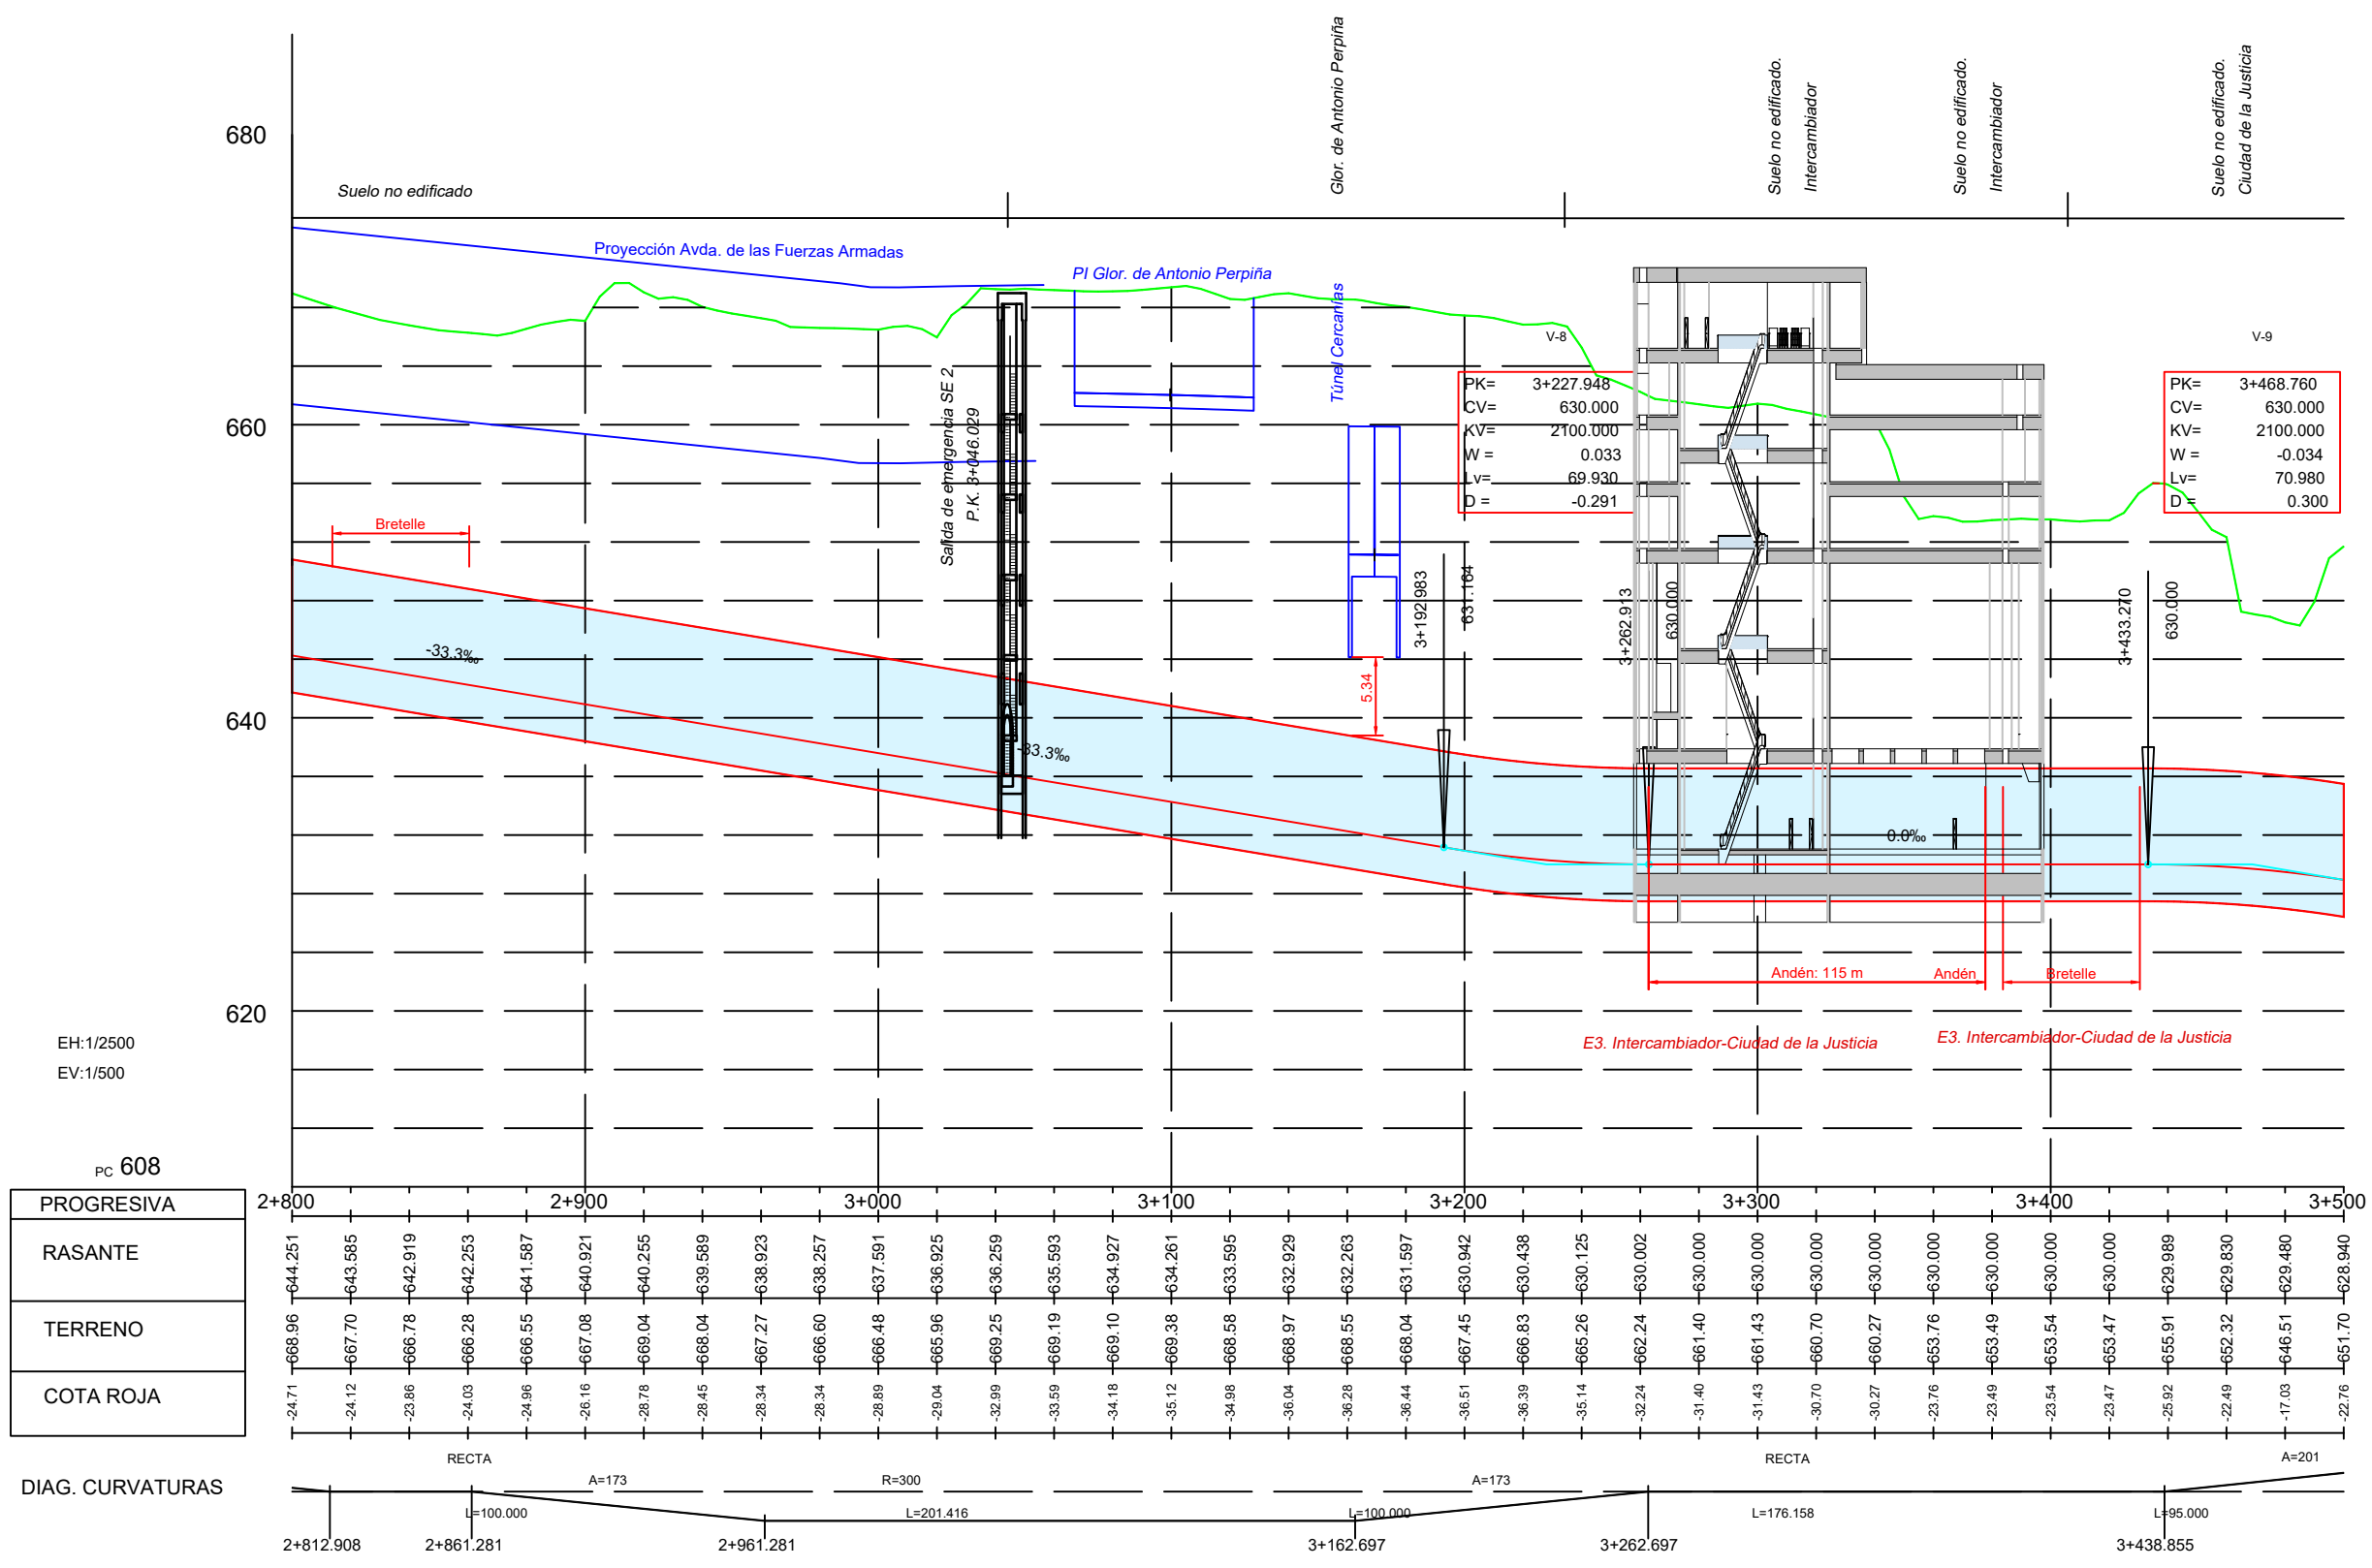 Glor. de Antonio Perpiñá
Suelo no edificado.
Intercambiador
Suelo no edificado.
Intercambiador
Suelo no edificado.
Ciudad de la Justicia
680
Suelo no edificado
Proyección Avda. de las Fuerzas Armadas
PI Glor. de Antonio Perpiña
Túnel Cercanías
V-8
V-9
PK= 3+227.948
CV= 630.000
KV= 2100.000
W = 0.033
Lv= 69.930
D = -0.291
PK= 3+468.760
CV= 630.000
KV= 2100.000
W = -0.034
Lv= 70.980
D = 0.300
660
Salida de emergencia SE 2
P.K. 3+046.029
Bretelle
3+192.983
631.164
3+262.913
630.000
3+433.270
630.000
-33.3‰
5.34
640
-33.3‰
0.0‰
Andén: 115 m
Andén
Bretelle
620
E3. Intercambiador-Ciudad de la Justicia
E3. Intercambiador-Ciudad de la Justicia
EH:1/2500
EV:1/500
PC 608
PROGRESIVA 2+800 2+900 3+000 3+100 3+200 3+300 3+400 3+500
RASANTE 644.251 643.585 642.919 642.253 641.587 640.921 640.255 639.589 638.923 638.257 637.591 636.925 636.259 635.593 634.927 634.261 633.595 632.929 632.263 631.597 630.942 630.438 630.125 630.002 630.000 630.000 630.000 630.000 630.000 630.000 630.000 630.000 629.989 629.830 629.480 628.940
TERRENO 668.96 667.70 666.78 666.28 666.55 667.08 669.04 668.04 667.27 666.60 666.48 665.96 669.25 669.19 669.10 669.38 668.58 668.97 668.55 668.04 667.45 666.83 665.26 662.24 661.40 661.43 660.70 660.27 653.76 653.49 653.54 653.47 655.91 652.32 646.51 651.70
COTA ROJA -24.71 -24.12 -23.86 -24.03 -24.96 -26.16 -28.78 -28.45 -28.34 -28.34 -28.89 -29.04 -32.99 -33.59 -34.18 -35.12 -34.98 -36.04 -36.28 -36.44 -36.51 -36.39 -35.14 -32.24 -31.40 -31.43 -30.70 -30.27 -23.76 -23.49 -23.54 -23.47 -25.92 -22.49 -17.03 -22.76
RECTA RECTA A=201
DIAG. CURVATURAS A=173 R=300 A=173
L=100.000 L=201.416 L=100.000 L=176.158 L=95.000
2+812.908 2+861.281 2+961.281 3+162.697 3+262.697 3+438.855